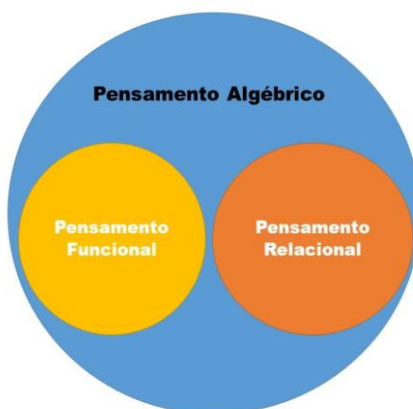 Pensamento Algébrico
Pensamento
Funcional
Pensamento
Relacional